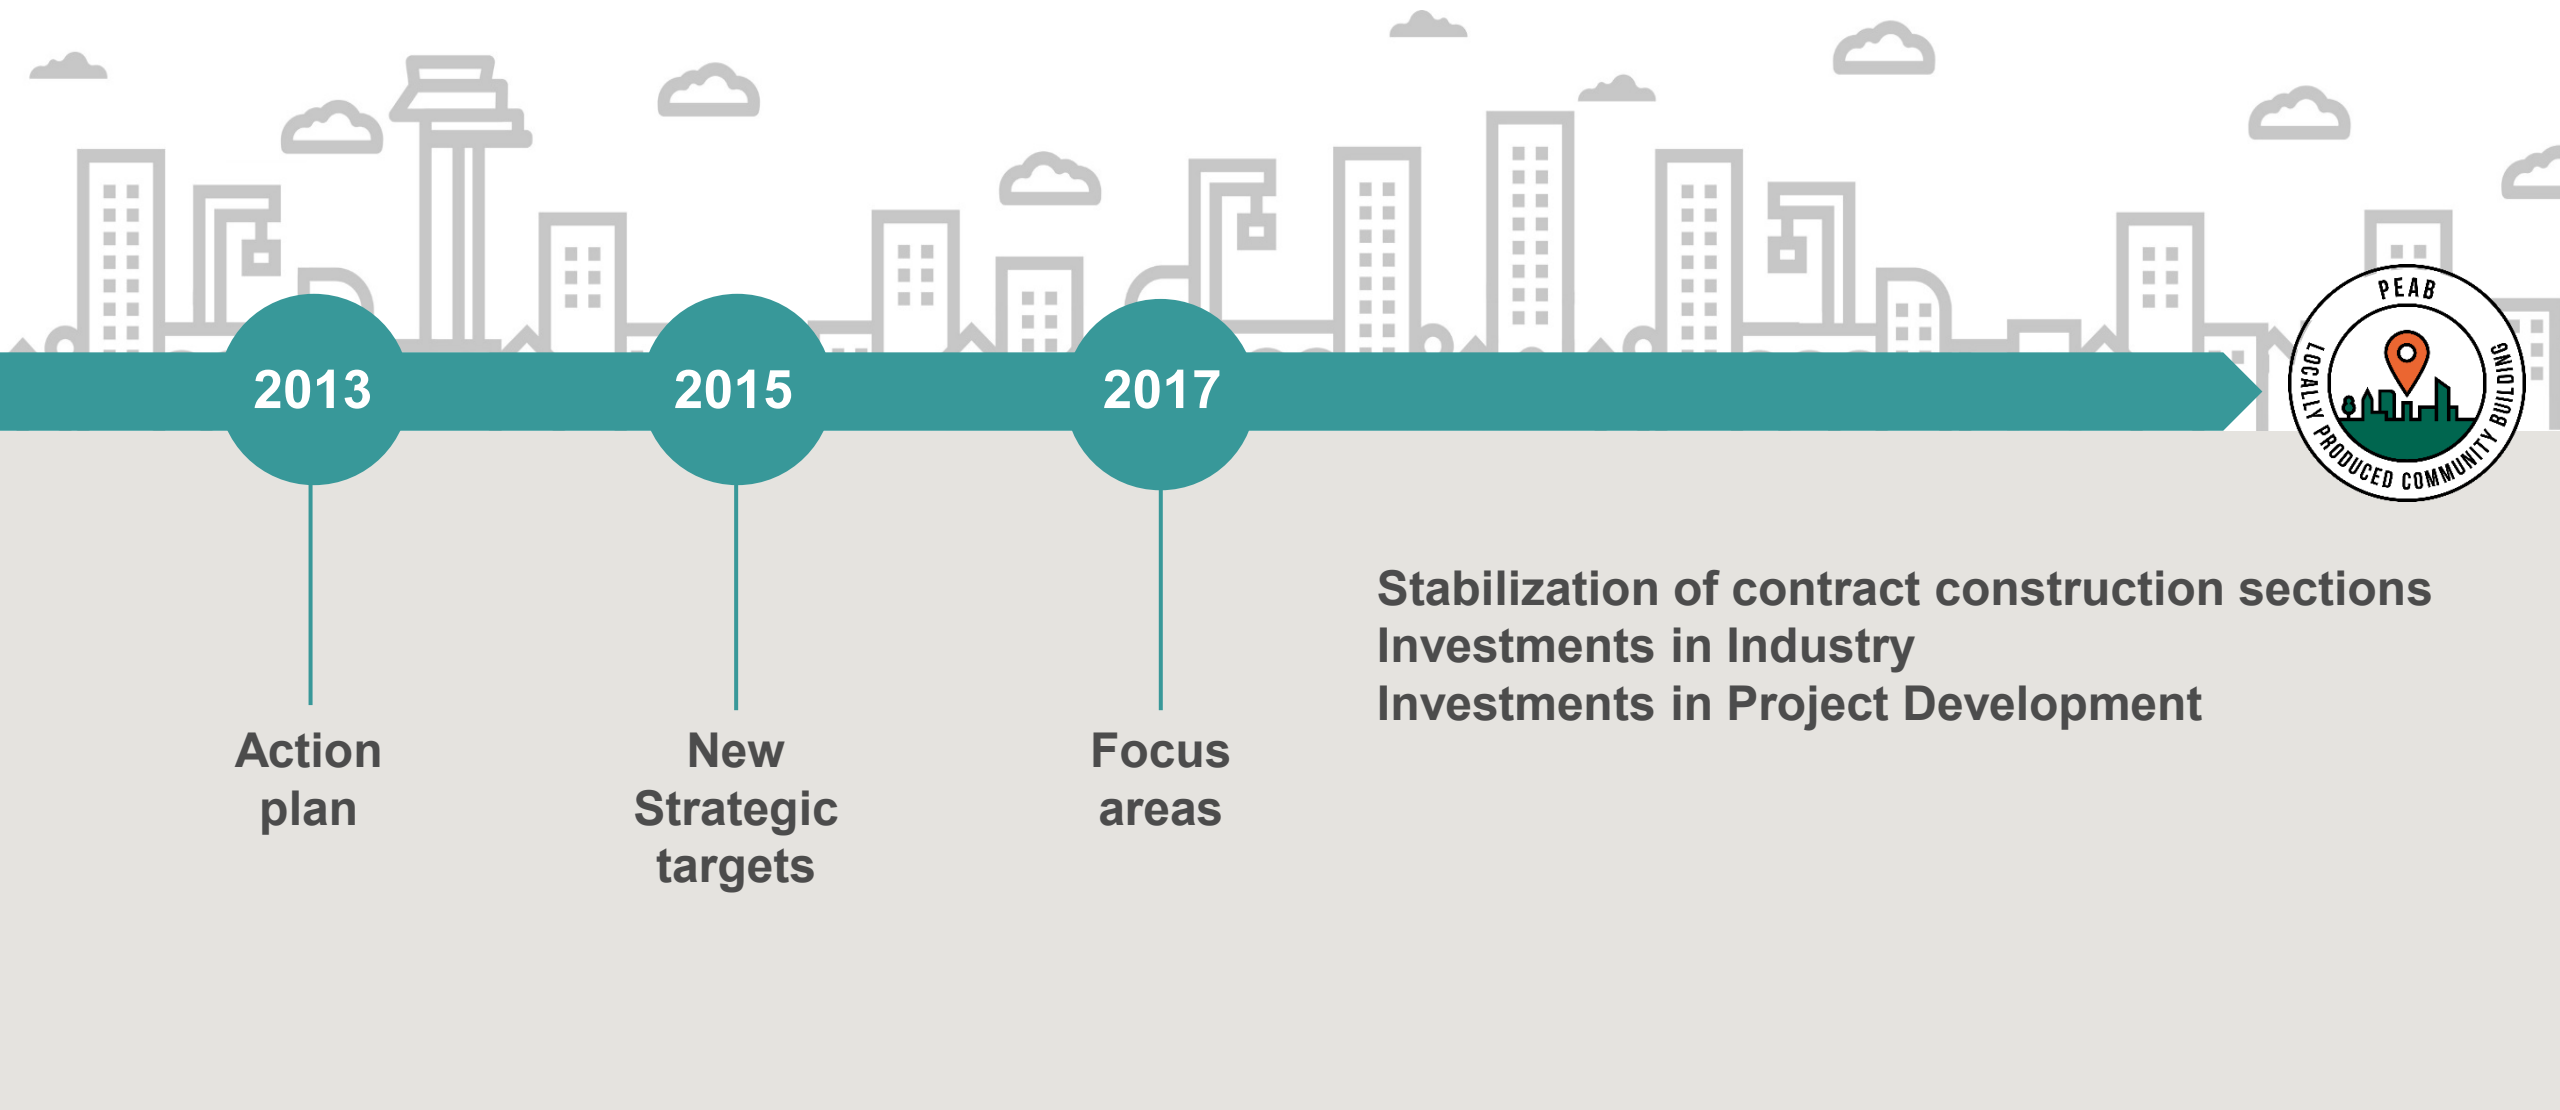 2013
2015
2017
PEAB
LOCALLY PRODUCED COMMUNITY BUILDING
Action
plan
New
Strategic
targets
Focus
areas
Stabilization of contract construction sections
Investments in Industry
Investments in Project Development